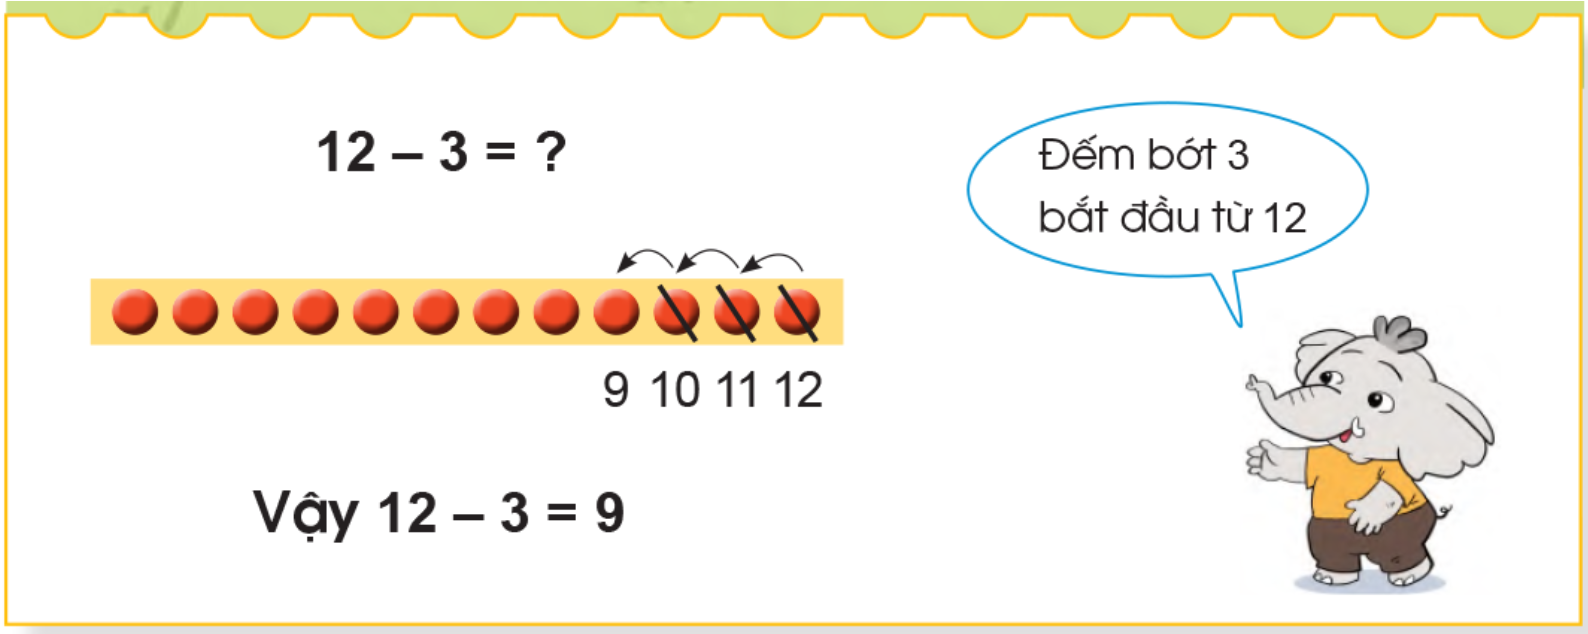 12 – 3 = ?
Đếm bớt 3
bắt đầu từ 12
9 10 11 12
Vậy 12 – 3 = 9